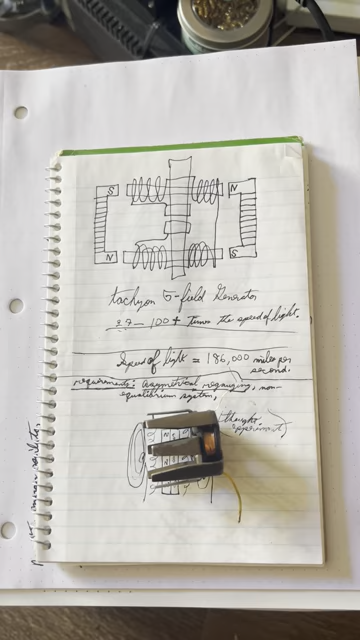 S
N
N
S
tachyon G-field Generator
100+ Times the speed of light.
Speed of light = 186,000 miles per
second.
requirements: asymetrical regauging, non-
equilibrium system,
thought
experiment,